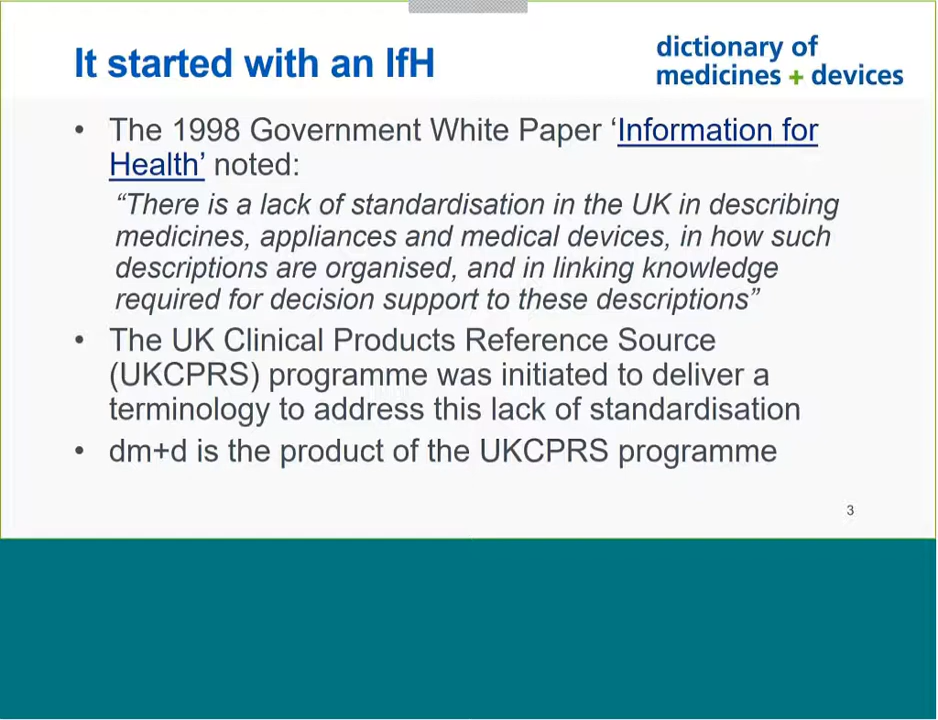 It started with an IfH
dictionary of
medicines + devices
• The 1998 Government White Paper ‘Information for
Health’ noted:
“There is a lack of standardisation in the UK in describing
medicines, appliances and medical devices, in how such
descriptions are organised, and in linking knowledge
required for decision support to these descriptions”
• The UK Clinical Products Reference Source
(UKCPRS) programme was initiated to deliver a
terminology to address this lack of standardisation
• dm+d is the product of the UKCPRS programme
3